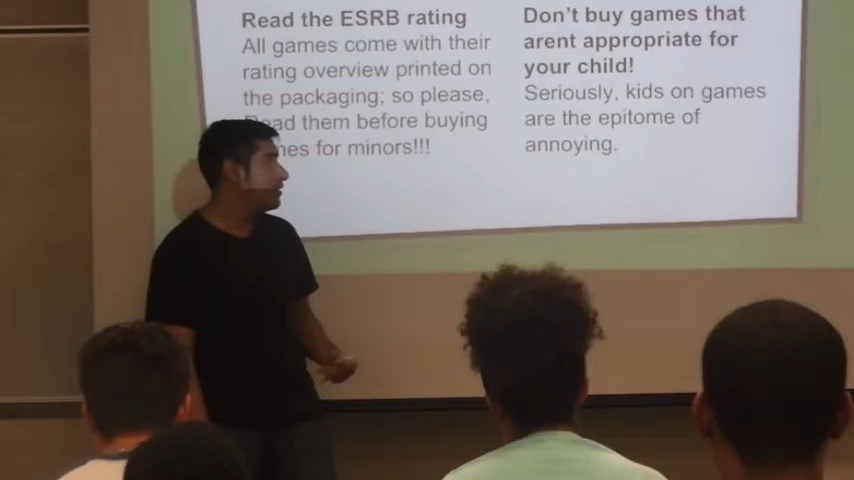 Read the ESRB rating
All games come with their
rating overview printed on
the packaging; so please,
Read them before buying
games for minors!!!
Don't buy games that
arent appropriate for
your child!
Seriously, kids on games
are the epitome of
annoying.